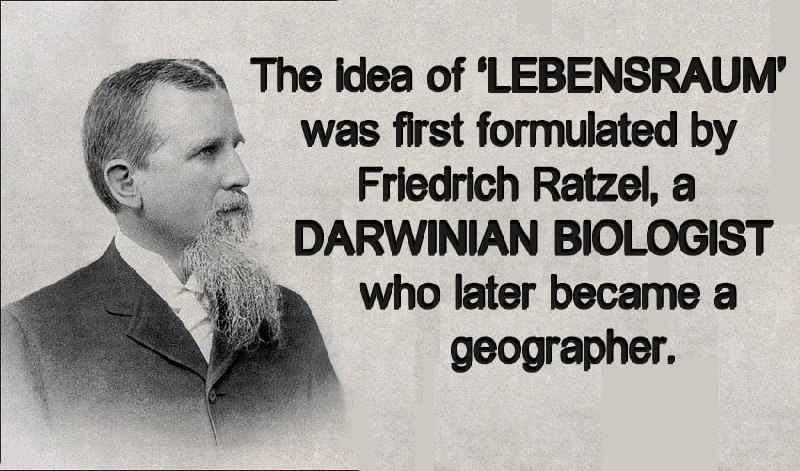 The idea of ‘LEBENSRAUM’
was first formulated by
Friedrich Ratzel, a
DARWINIAN BIOLOGIST
who later became a
geographer.